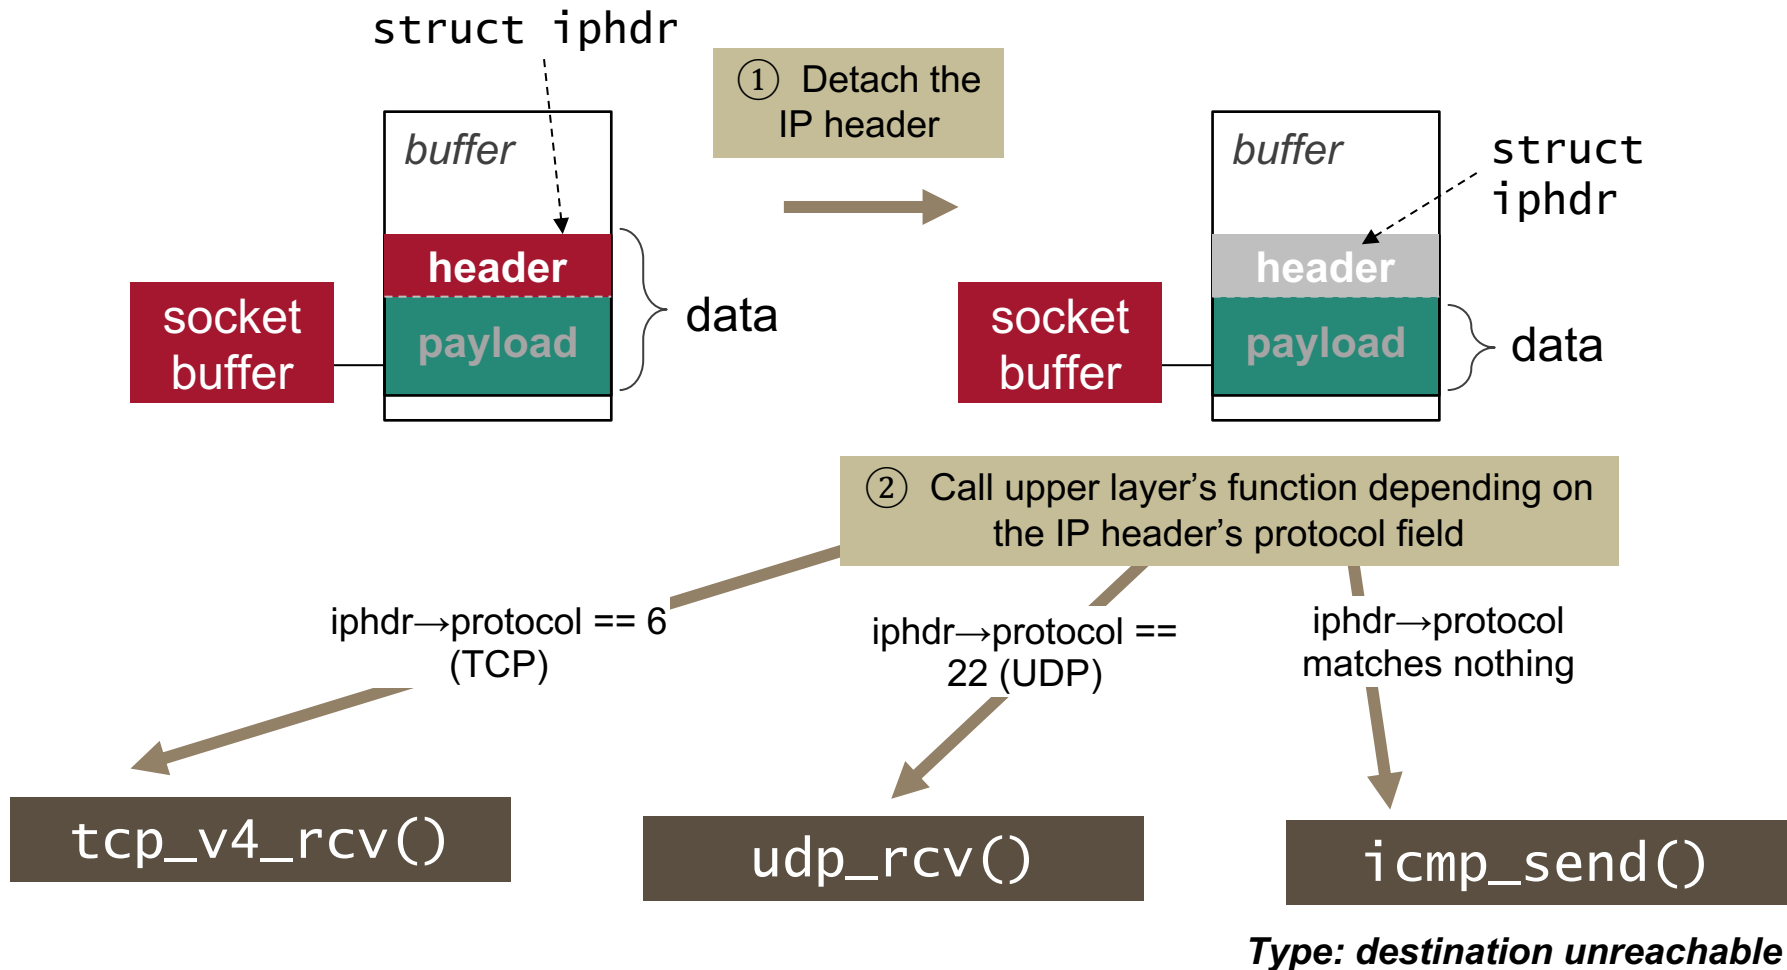 struct iphdr
① Detach the
IP header
buffer
header
payload
data
socket
buffer
buffer
struct
iphdr
header
payload
data
socket
buffer
② Call upper layer’s function depending on
the IP header’s protocol field
iphdr→protocol == 6
(TCP)
iphdr→protocol ==
22 (UDP)
iphdr→protocol
matches nothing
tcp_v4_rcv()
udp_rcv()
icmp_send()
Type: destination unreachable